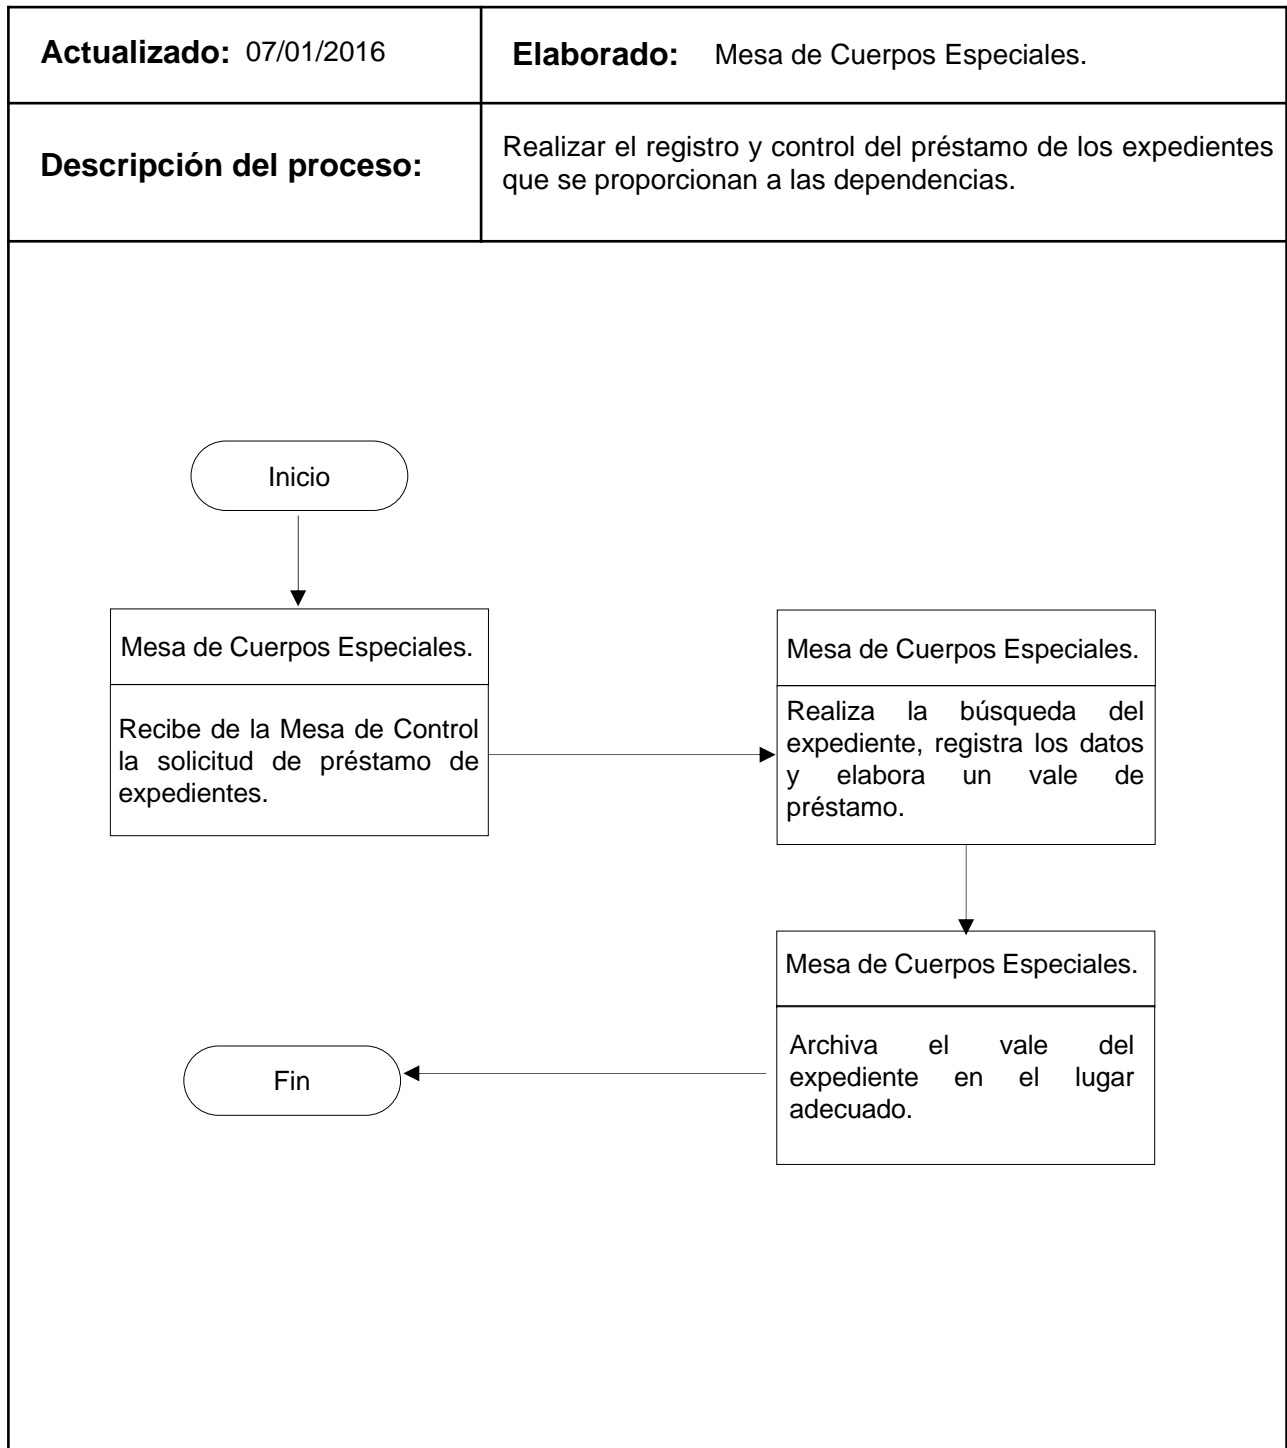 Actualizado: 07/01/2016
Elaborado: Mesa de Cuerpos Especiales.
Descripción del proceso:
Realizar el registro y control del préstamo de los expedientes
que se proporcionan a las dependencias.
Inicio
Mesa de Cuerpos Especiales.
Recibe de la Mesa de Control
la solicitud de préstamo de
expedientes.
Mesa de Cuerpos Especiales.
Realiza la búsqueda del
expediente, registra los datos
y elabora un vale de
préstamo.
Mesa de Cuerpos Especiales.
Archiva el vale del
expediente en el lugar
adecuado.
Fin